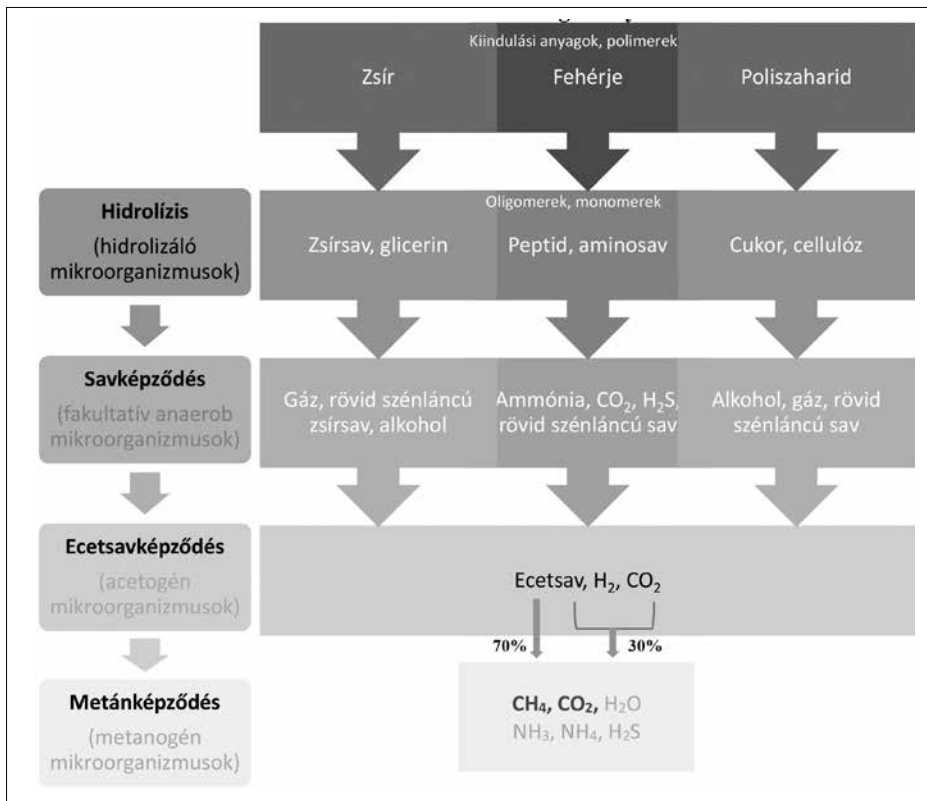 Kiindulási anyagok, polimerek
Zsír
Fehérje
Poliszaharid
Hidrolízis
(hidrolizáló
mikroorganizmusok)
Oligomerek, monomerek
Zsírsav, glicerin
Peptid, aminosav
Cukor, cellulóz
Savképződés
(fakultatív anaerob
mikroorganizmusok)
Gáz, rövid szénláncú
zsírsav, alkohol
Ammónia, CO₂, H₂S,
rövid szénláncú sav
Alkohol, gáz, rövid
szénláncú sav
Ecetsavképződés
(acetogén
mikroorganizmusok)
Ecetsav, H₂, CO₂
70%
30%
Metánképződés
(metanogén
mikroorganizmusok)
CH₄, CO₂, H₂O
NH₃, NH₄, H₂S